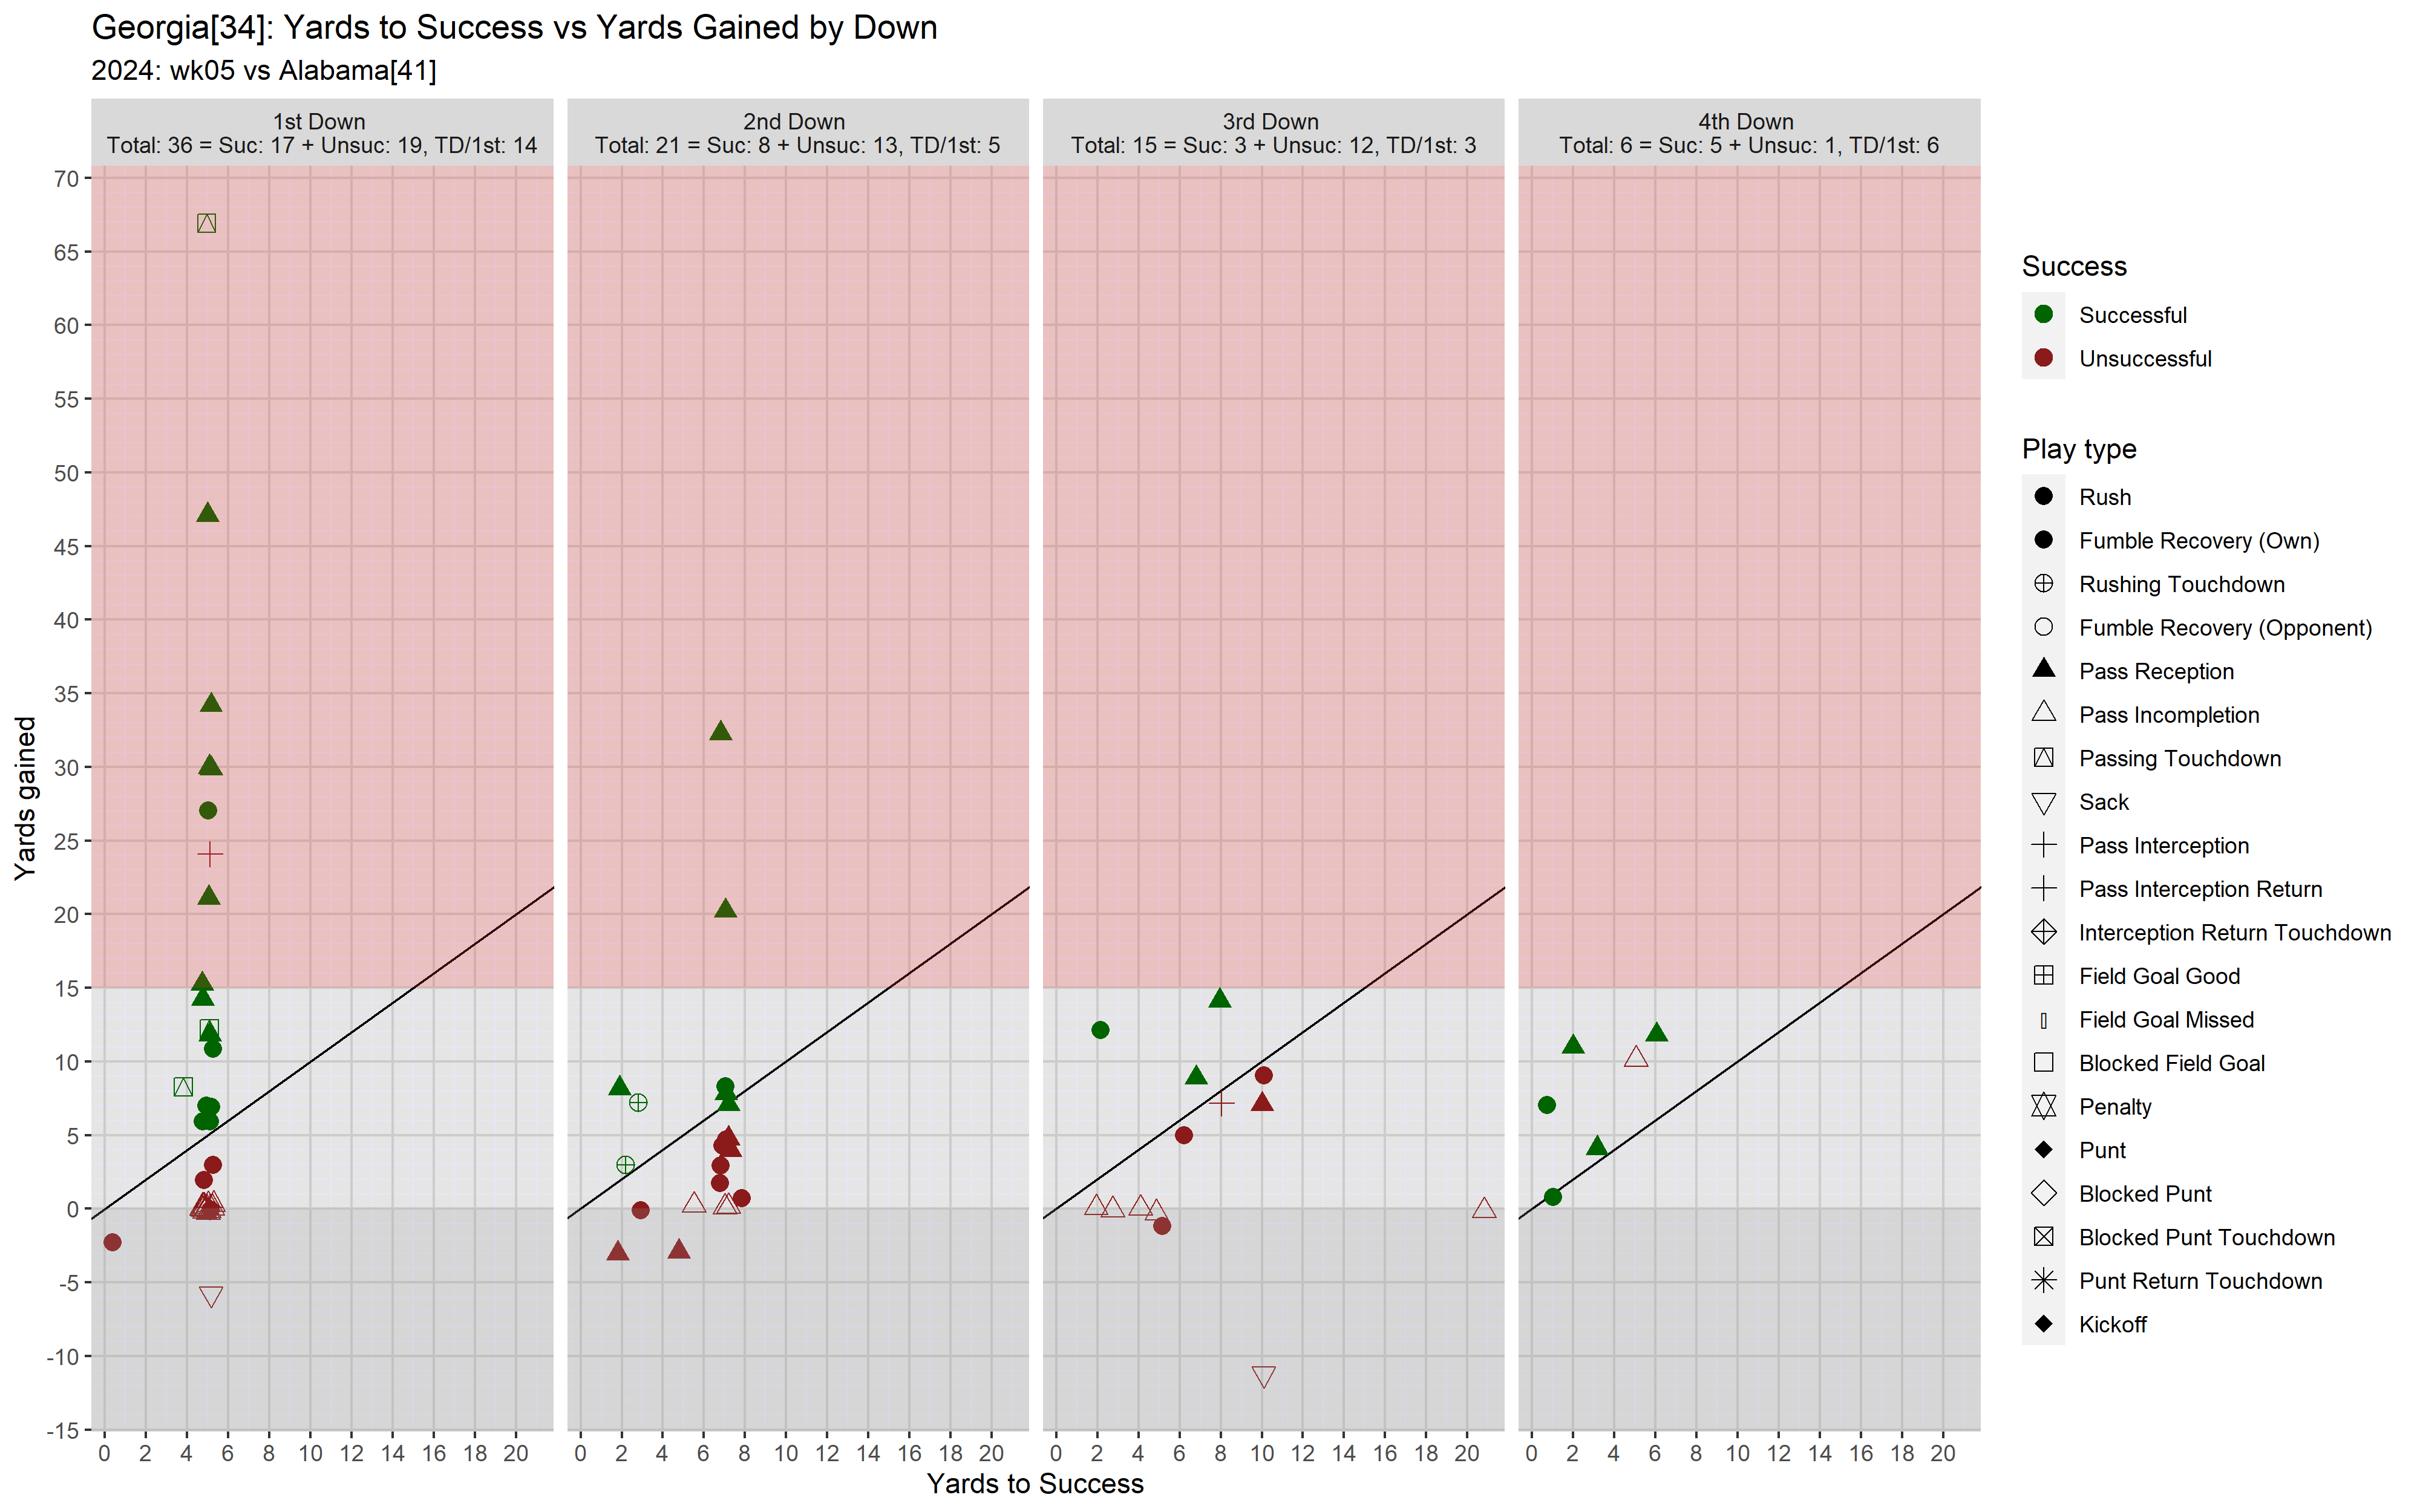 Georgia[34]: Yards to Success vs Yards Gained by Down
2024: wk05 vs Alabama[41]
1st Down
Total: 36 = Suc: 17 + Unsuc: 19, TD/1st: 14
2nd Down
Total: 21 = Suc: 8 + Unsuc: 13, TD/1st: 5
3rd Down
Total: 15 = Suc: 3 + Unsuc: 12, TD/1st: 3
4th Down
Total: 6 = Suc: 5 + Unsuc: 1, TD/1st: 6
Yards gained
70
65
60
55
50
45
40
35
30
25
20
15
10
5
0
-5
-10
-15
0 2 4 6 8 10 12 14 16 18 20
0 2 4 6 8 10 12 14 16 18 20
0 2 4 6 8 10 12 14 16 18 20
0 2 4 6 8 10 12 14 16 18 20
Yards to Success
Success
Successful
Unsuccessful
Play type
Rush
Fumble Recovery (Own)
Rushing Touchdown
Fumble Recovery (Opponent)
Pass Reception
Pass Incompletion
Passing Touchdown
Sack
Pass Interception
Pass Interception Return
Interception Return Touchdown
Field Goal Good
Field Goal Missed
Blocked Field Goal
Penalty
Punt
Blocked Punt
Blocked Punt Touchdown
Punt Return Touchdown
Kickoff